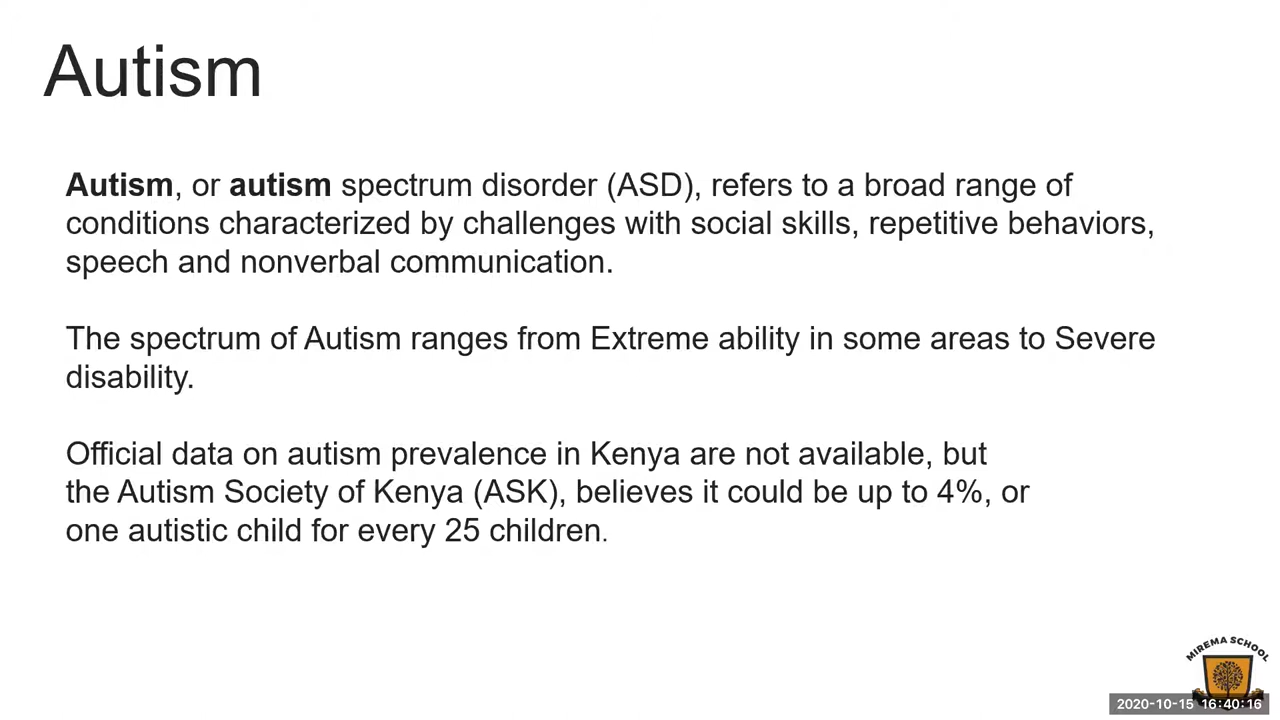 Autism
Autism, or autism spectrum disorder (ASD), refers to a broad range of
conditions characterized by challenges with social skills, repetitive behaviors,
speech and nonverbal communication.
The spectrum of Autism ranges from Extreme ability in some areas to Severe
disability.
Official data on autism prevalence in Kenya are not available, but
the Autism Society of Kenya (ASK), believes it could be up to 4%, or
one autistic child for every 25 children.
MIREMA SCHOOL
2020-10-15 16:40:16